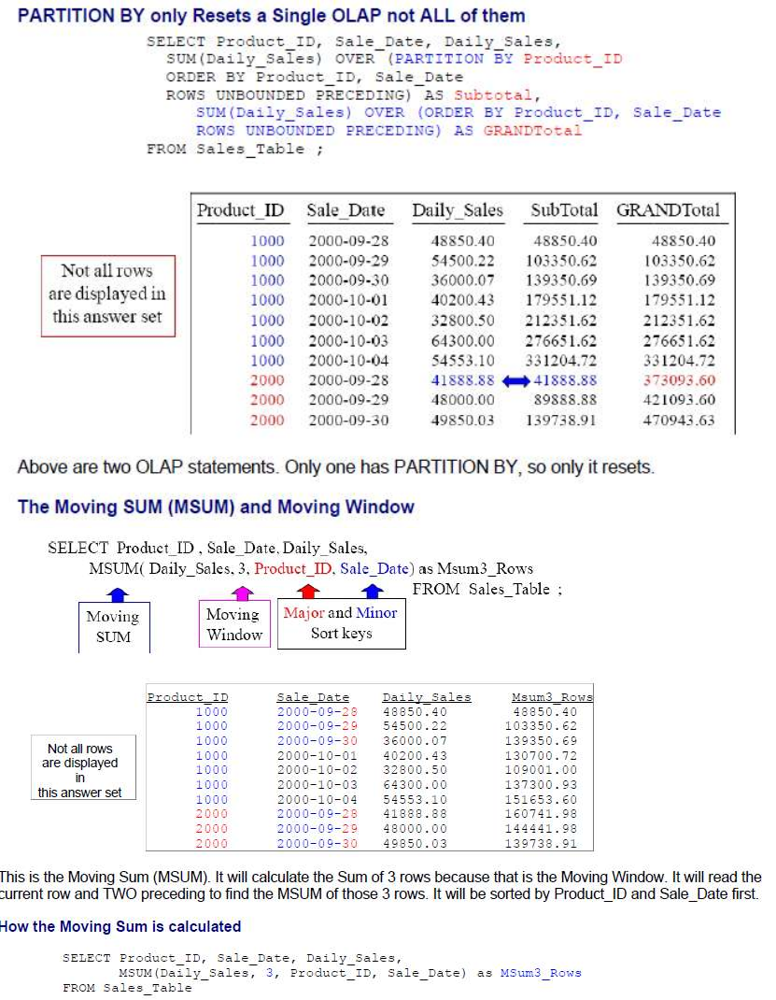 PARTITION BY only Resets a Single OLAP not ALL of them
SELECT Product_ID, Sale_Date, Daily_Sales,
SUM(Daily_Sales) OVER (PARTITION BY Product_ID
ORDER BY Product_ID, Sale_Date
ROWS UNBOUNDED PRECEDING) AS Subtotal,
SUM(Daily_Sales) OVER (ORDER BY Product_ID, Sale_Date
ROWS UNBOUNDED PRECEDING) AS GRANDTotal
FROM Sales_Table ;
Product_ID Sale_Date Daily_Sales SubTotal GRANDTotal
1000 2000-09-28 48850.40 48850.40 48850.40
1000 2000-09-29 54500.22 103350.62 103350.62
1000 2000-09-30 36000.07 139350.69 139350.69
1000 2000-10-01 40200.43 179551.12 179551.12
1000 2000-10-02 32800.50 212351.62 212351.62
1000 2000-10-03 64300.00 276651.62 276651.62
1000 2000-10-04 54553.10 331204.72 331204.72
2000 2000-09-28 41888.88 41888.88 373093.60
2000 2000-09-29 48000.00 89888.88 421093.60
2000 2000-09-30 49850.03 139738.91 470943.63
Not all rows
are displayed in
this answer set
Above are two OLAP statements. Only one has PARTITION BY, so only it resets.
The Moving SUM (MSUM) and Moving Window
SELECT Product_ID , Sale_Date, Daily_Sales,
MSUM( Daily_Sales, 3, Product_ID, Sale_Date) as Msum3_Rows
FROM Sales_Table ;
Moving
SUM
Moving
Window
Major and Minor
Sort keys
Product_ID Sale_Date Daily_Sales Msum3_Rows
1000 2000-09-28 48850.40 48850.40
1000 2000-09-29 54500.22 103350.62
1000 2000-09-30 36000.07 139350.69
1000 2000-10-01 40200.43 130700.72
1000 2000-10-02 32800.50 109001.00
1000 2000-10-03 64300.00 137300.93
1000 2000-10-04 54553.10 151653.60
2000 2000-09-28 41888.88 160741.98
2000 2000-09-29 48000.00 144441.98
2000 2000-09-30 49850.03 139738.91
Not all rows
are displayed
in
this answer set
This is the Moving Sum (MSUM). It will calculate the Sum of 3 rows because that is the Moving Window. It will read the
current row and TWO preceding to find the MSUM of those 3 rows. It will be sorted by Product_ID and Sale_Date first.
How the Moving Sum is calculated
SELECT Product_ID, Sale_Date, Daily_Sales,
MSUM(Daily_Sales, 3, Product_ID, Sale_Date) as MSum3_Rows
FROM Sales_Table